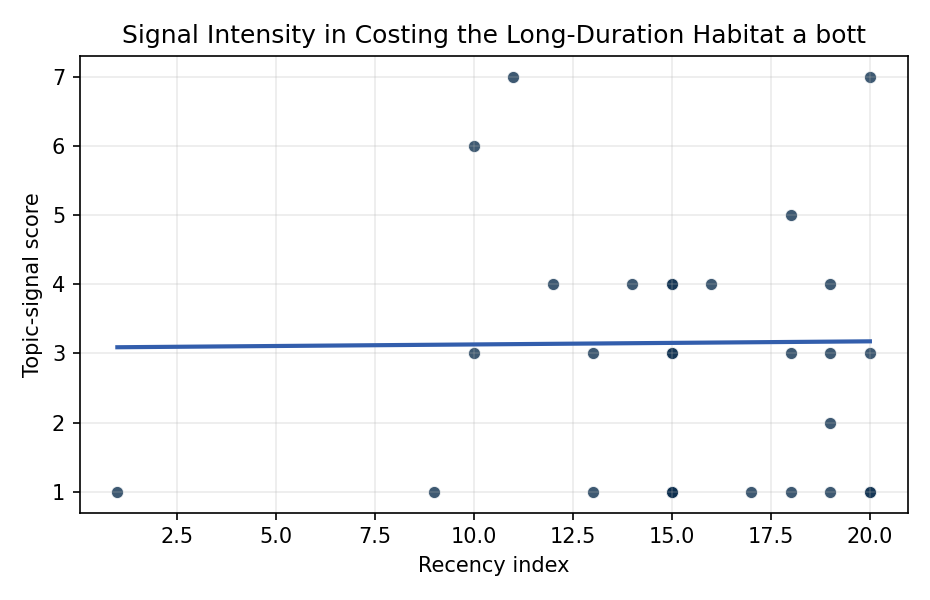 Signal Intensity in Costing the Long-Duration Habitat a bott
7
6
5
4
3
2
1
Topic-signal score
2.5 5.0 7.5 10.0 12.5 15.0 17.5 20.0
Recency index